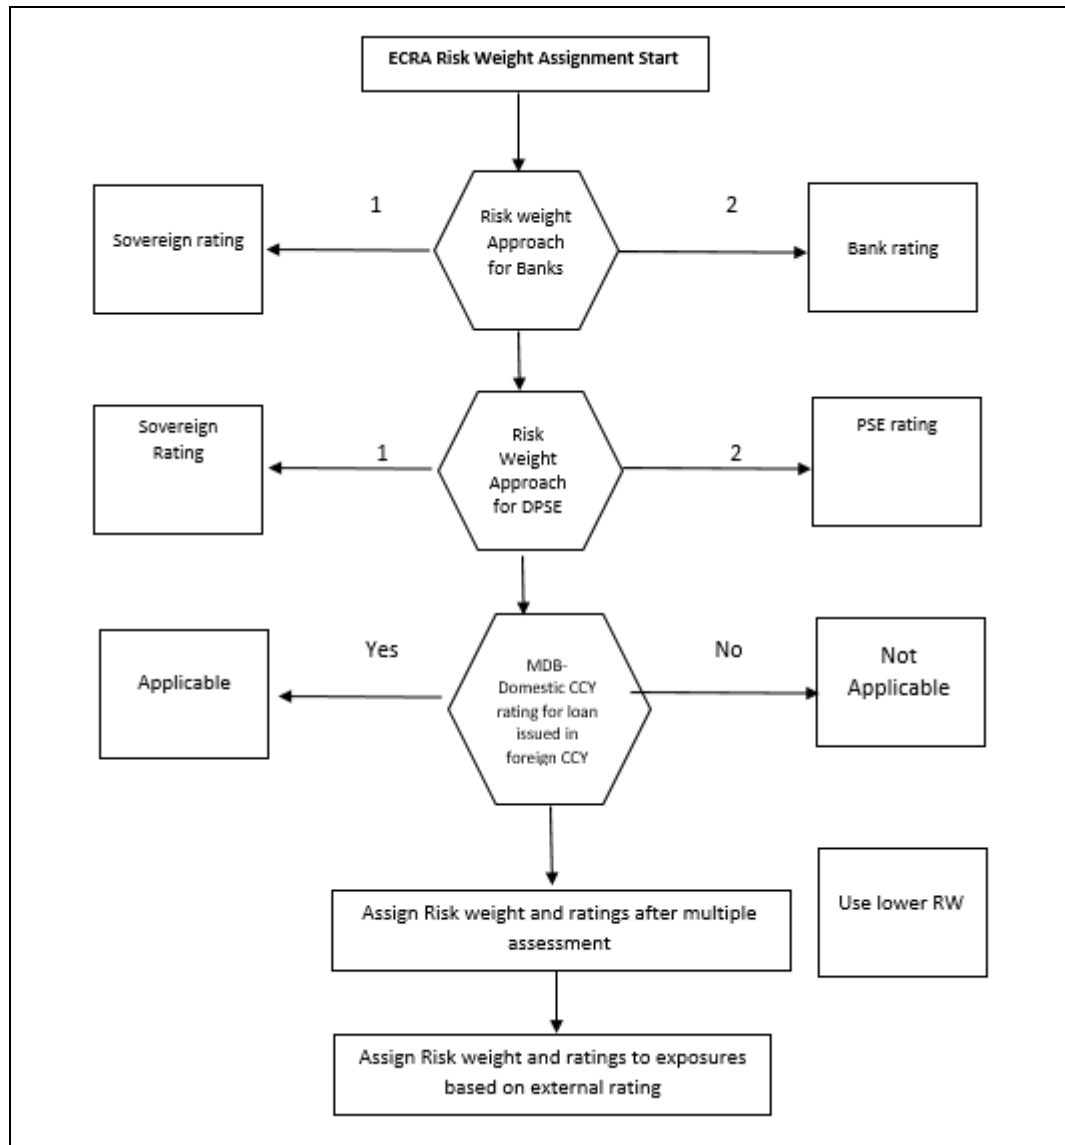 ECRA Risk Weight Assignment Start
1
2
Risk weight
Approach
for Banks
Sovereign rating
Bank rating
Sovereign
Rating
1
Risk
Weight
Approach
for DPSE
2
PSE rating
Yes
No
Applicable
MDB-
Domestic CCY
rating for loan
issued in
foreign CCY
Not
Applicable
Assign Risk weight and ratings after multiple
assessment
Use lower RW
Assign Risk weight and ratings to exposures
based on external rating